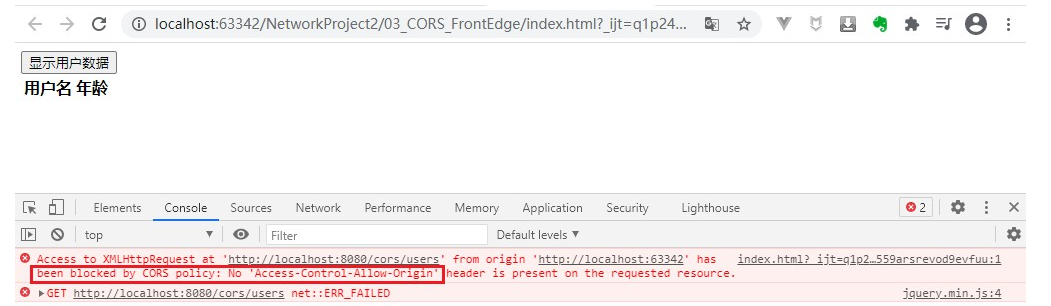 localhost:63342/NetworkProject2/03_CORS_FrontEdge/index.html?_ijt=q1p24...
显示用户数据
用户名 年龄
Elements Console Sources Network Performance Memory Application Security Lighthouse 2
top Filter Default levels
Access to XMLHttpRequest at 'http://localhost:8080/cors/users' from origin 'http://localhost:63342' has index.html?_ijt=q1p2…559arsrevod9evfuu:1
been blocked by CORS policy: No 'Access-Control-Allow-Origin' header is present on the requested resource.
GET http://localhost:8080/cors/users net::ERR_FAILED jquery.min.js:4